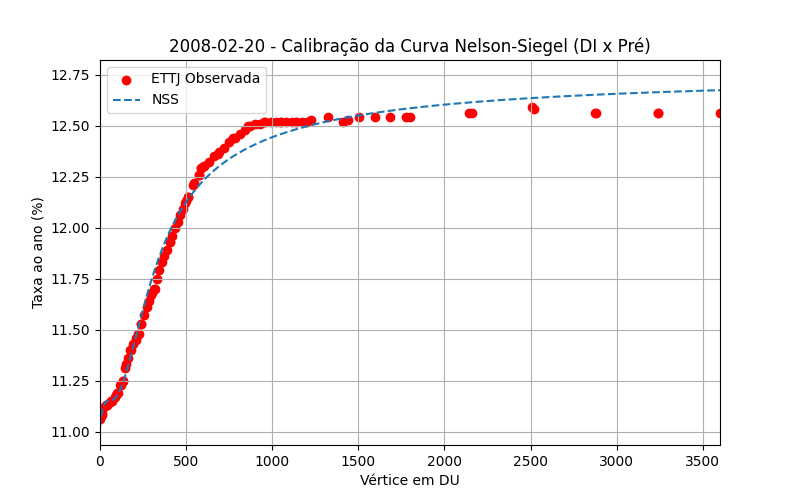 2008-02-20 - Calibração da Curva Nelson-Siegel (DI x Pré)
ETTJ Observada
NSS
Taxa ao ano (%)
12.75
12.50
12.25
12.00
11.75
11.50
11.25
11.00
0 500 1000 1500 2000 2500 3000 3500
Vértice em DU